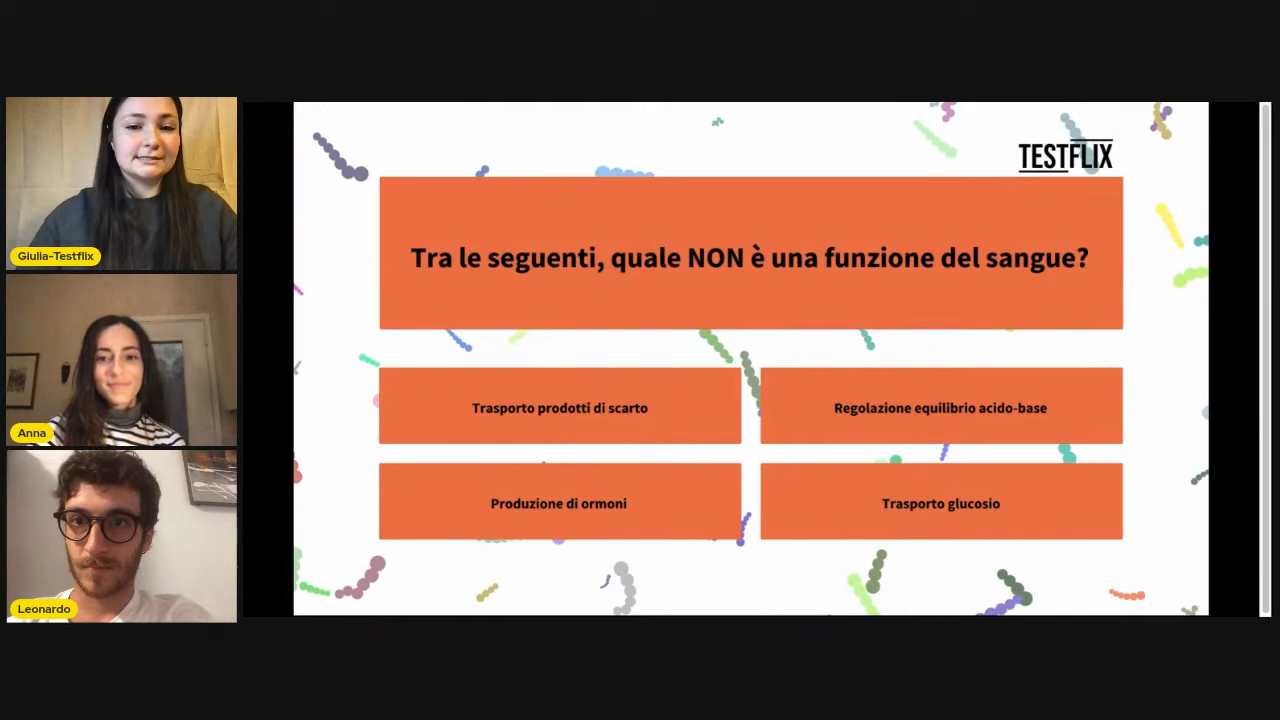 Giulia-Testflix
Anna
Leonardo
TESTFLIX
Tra le seguenti, quale NON è una funzione del sangue?
Trasporto prodotti di scarto
Regolazione equilibrio acido-base
Produzione di ormoni
Trasporto glucosio